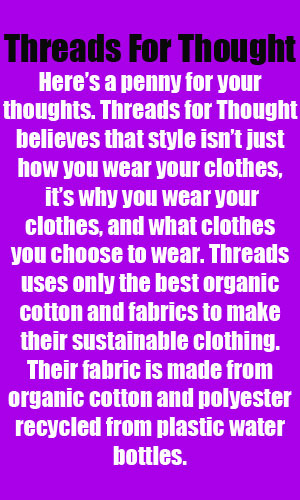 Threads For Thought
Here's a penny for your
thoughts. Threads for Thought
believes that style isn't just
how you wear your clothes,
it's why you wear your
clothes, and what clothes
you choose to wear. Threads
uses only the best organic
cotton and fabrics to make
their sustainable clothing.
Their fabric is made from
organic cotton and polyester
recycled from plastic water
bottles.